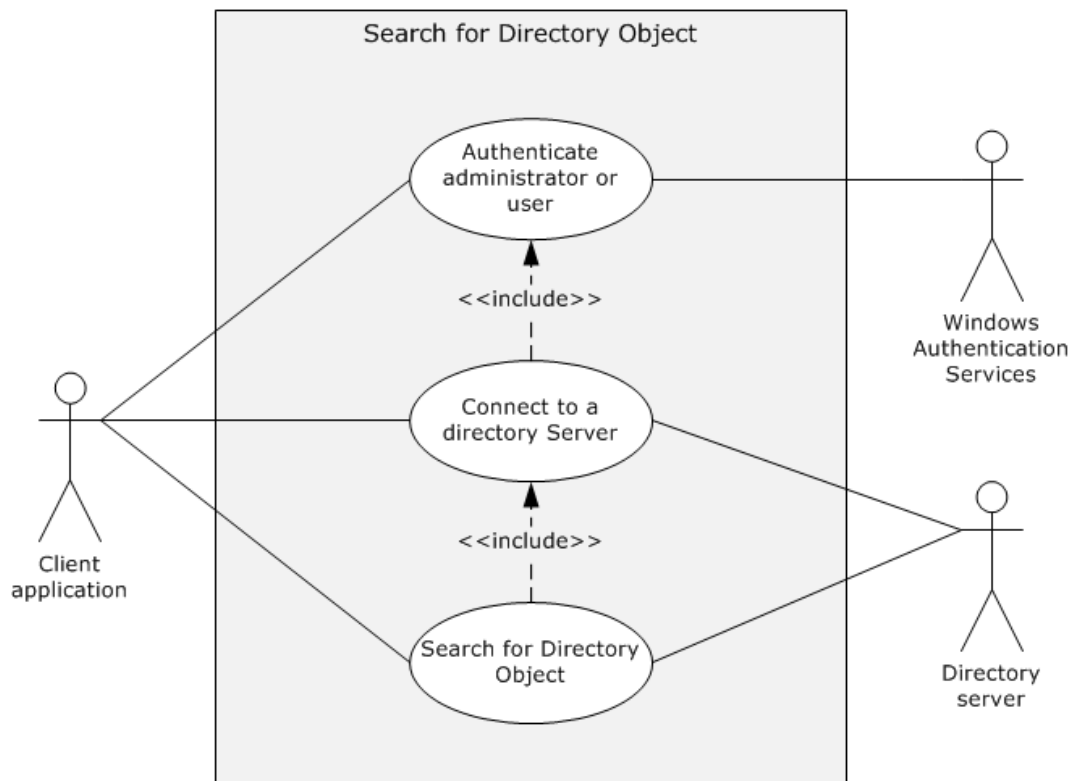 Search for Directory Object
Authenticate
administrator or
user
<<include>>
Windows
Authentication
Services
Connect to a
directory Server
<<include>>
Client
application
Search for Directory
Object
Directory
server